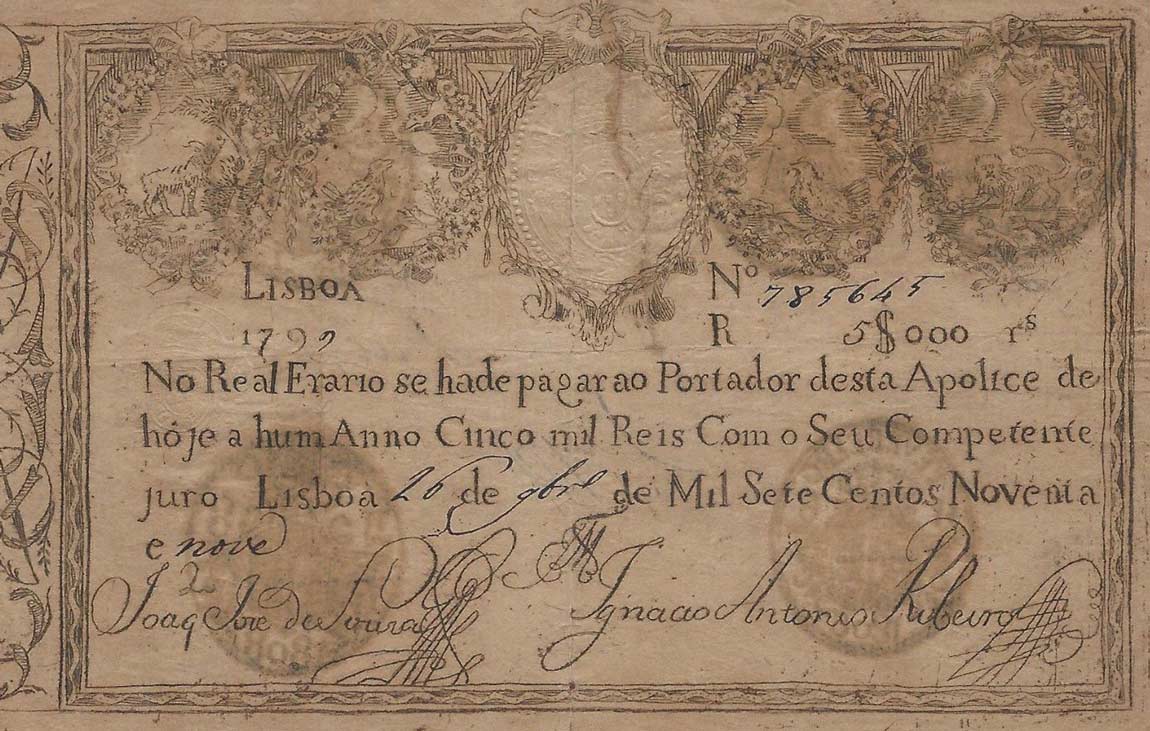 LISBOA
Nº 785645
1799
R 5$000 rs
No Real Erario se hade pagar ao Portador desta Apolice de
hoje a hum Anno Cinco mil Reis Com o Seu Competente
juro Lisboa 26 de 9bro de Mil Sete Centos Noventa
e nove
Joaq Jose de Souza Ignacio Antonio Ribeiro